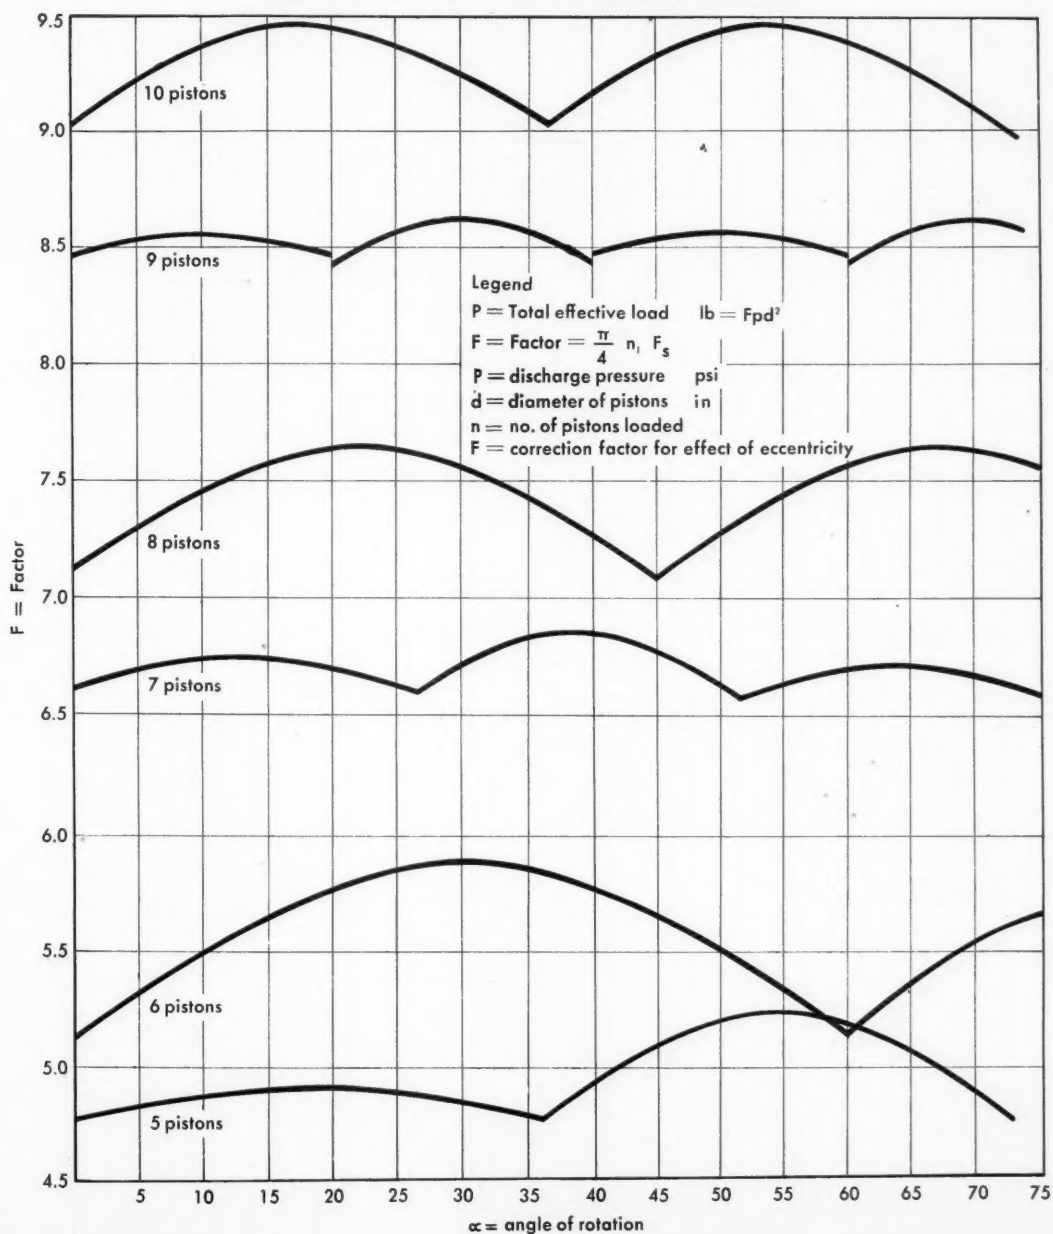 9.5
10 pistons
9.0
8.5
9 pistons
Legend
P = Total effective load lb = Fpd²
F = Factor = π/4 n, Fs
P = discharge pressure psi
d = diameter of pistons in
n = no. of pistons loaded
F = correction factor for effect of eccentricity
8.0
7.5
8 pistons
7.0
F = Factor
7 pistons
6.5
6.0
5.5
6 pistons
5.0
5 pistons
4.5
5 10 15 20 25 30 35 40 45 50 55 60 65 70 75
∝ = angle of rotation